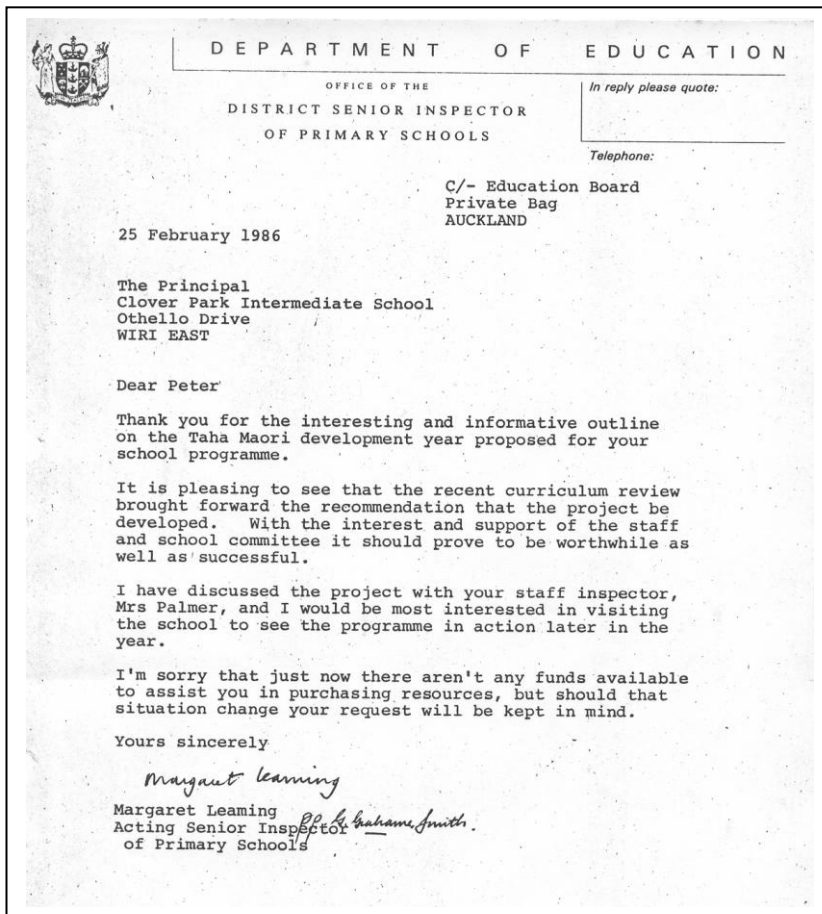 DEPARTMENT OF EDUCATION
OFFICE OF THE
DISTRICT SENIOR INSPECTOR
OF PRIMARY SCHOOLS
In reply please quote:
Telephone:
C/- Education Board
Private Bag
AUCKLAND
25 February 1986
The Principal
Clover Park Intermediate School
Othello Drive
WIRI EAST
Dear Peter
Thank you for the interesting and informative outline
on the Taha Maori development year proposed for your
school programme.
It is pleasing to see that the recent curriculum review
brought forward the recommendation that the project be
developed. With the interest and support of the staff
and school committee it should prove to be worthwhile as
well as successful.
I have discussed the project with your staff inspector,
Mrs Palmer, and I would be most interested in visiting
the school to see the programme in action later in the
year.
I'm sorry that just now there aren't any funds available
to assist you in purchasing resources, but should that
situation change your request will be kept in mind.
Yours sincerely
Margaret Leaming
Margaret Leaming
Acting Senior Inspector pp G Grahame Smith.
of Primary Schools